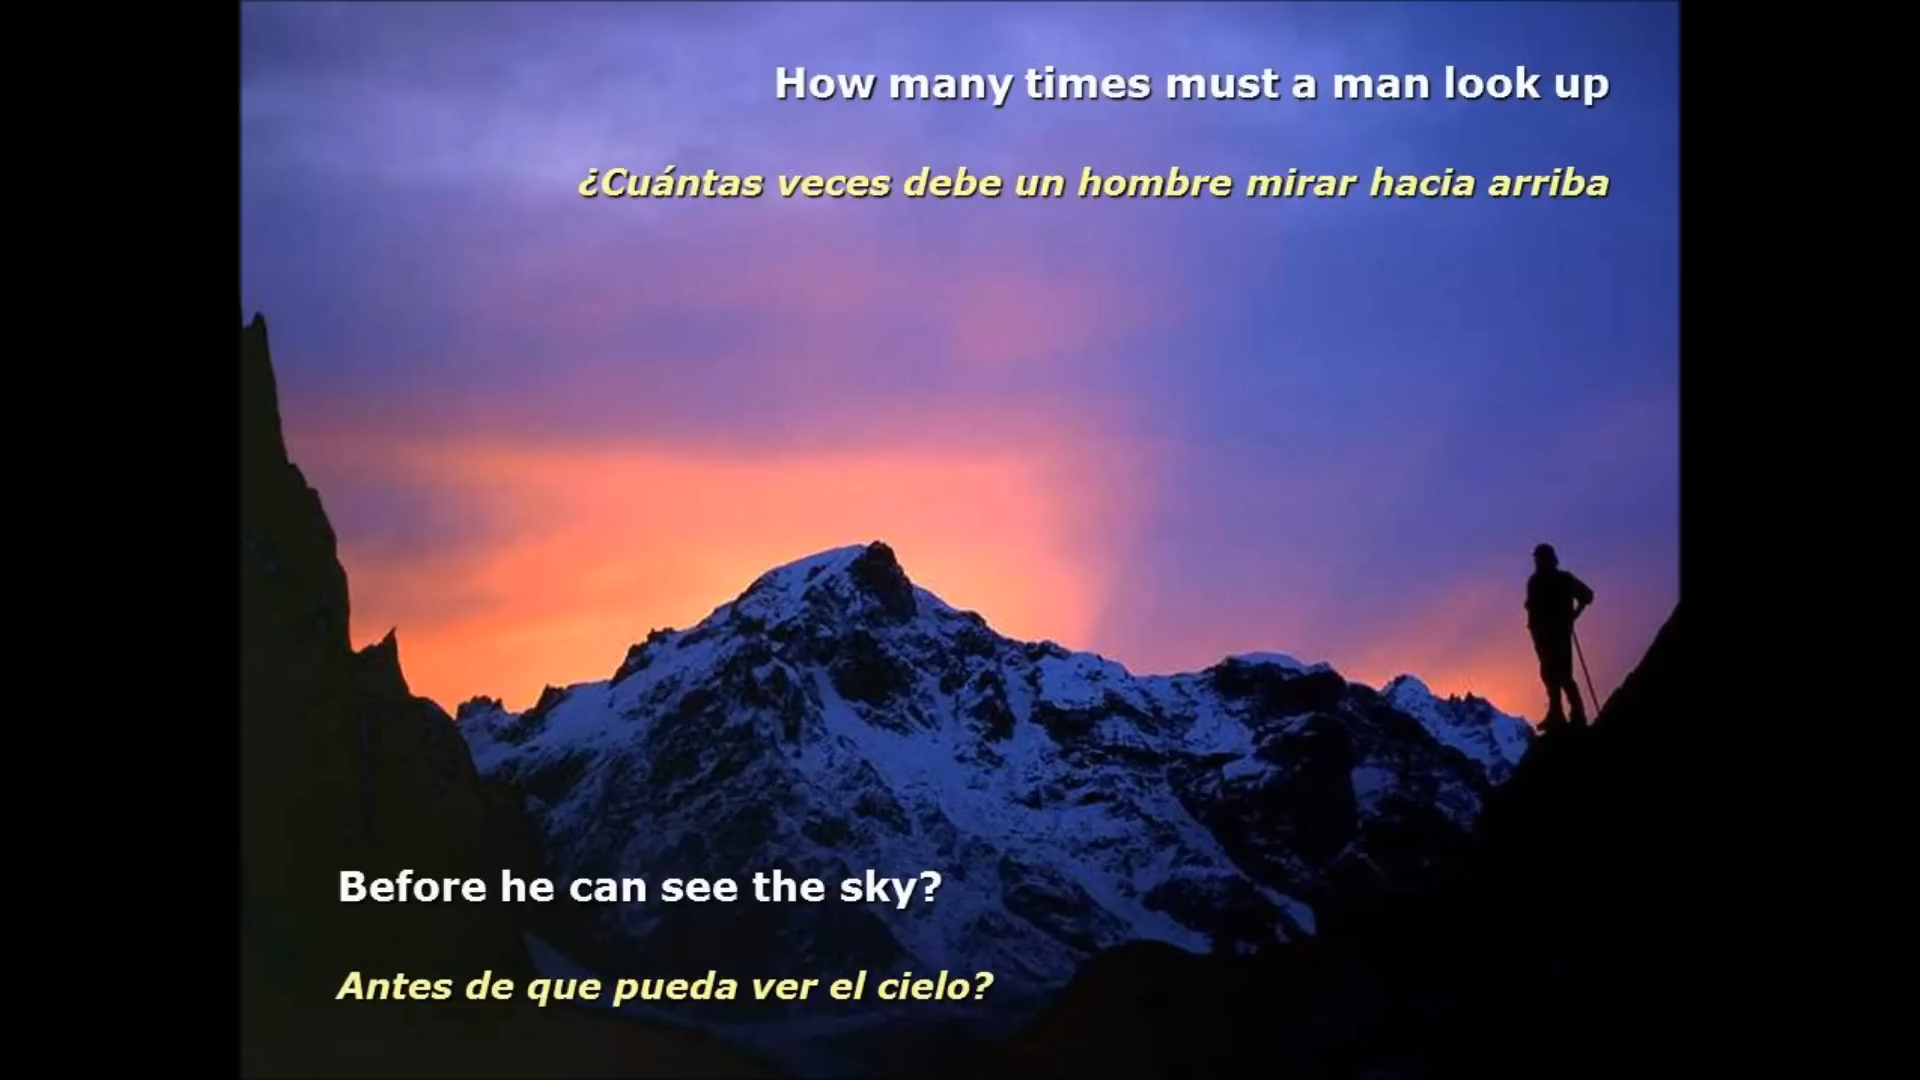 How many times must a man look up
¿Cuántas veces debe un hombre mirar hacia arriba
Before he can see the sky?
Antes de que pueda ver el cielo?